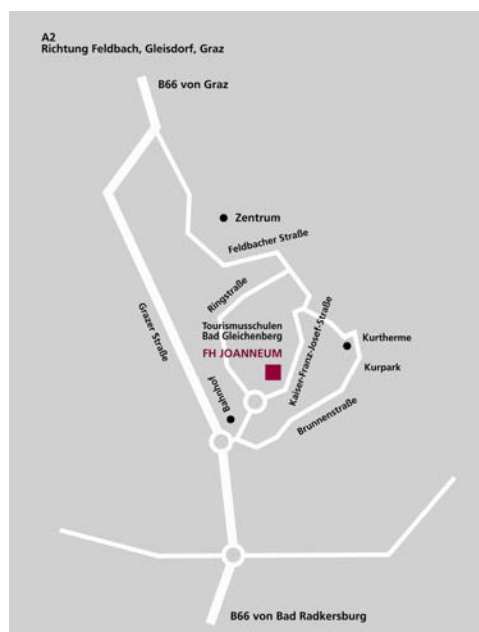 A2
Richtung Feldbach, Gleisdorf, Graz
B66 von Graz
Zentrum
Feldbacher Straße
Ringstraße
Grazer Straße
Tourismusschulen
Bad Gleichenberg
FH JOANNEUM
Kaiser-Franz-Josef-Straße
Kurtherme
Kurpark
Bahnhof
Brunnenstraße
B66 von Bad Radkersburg